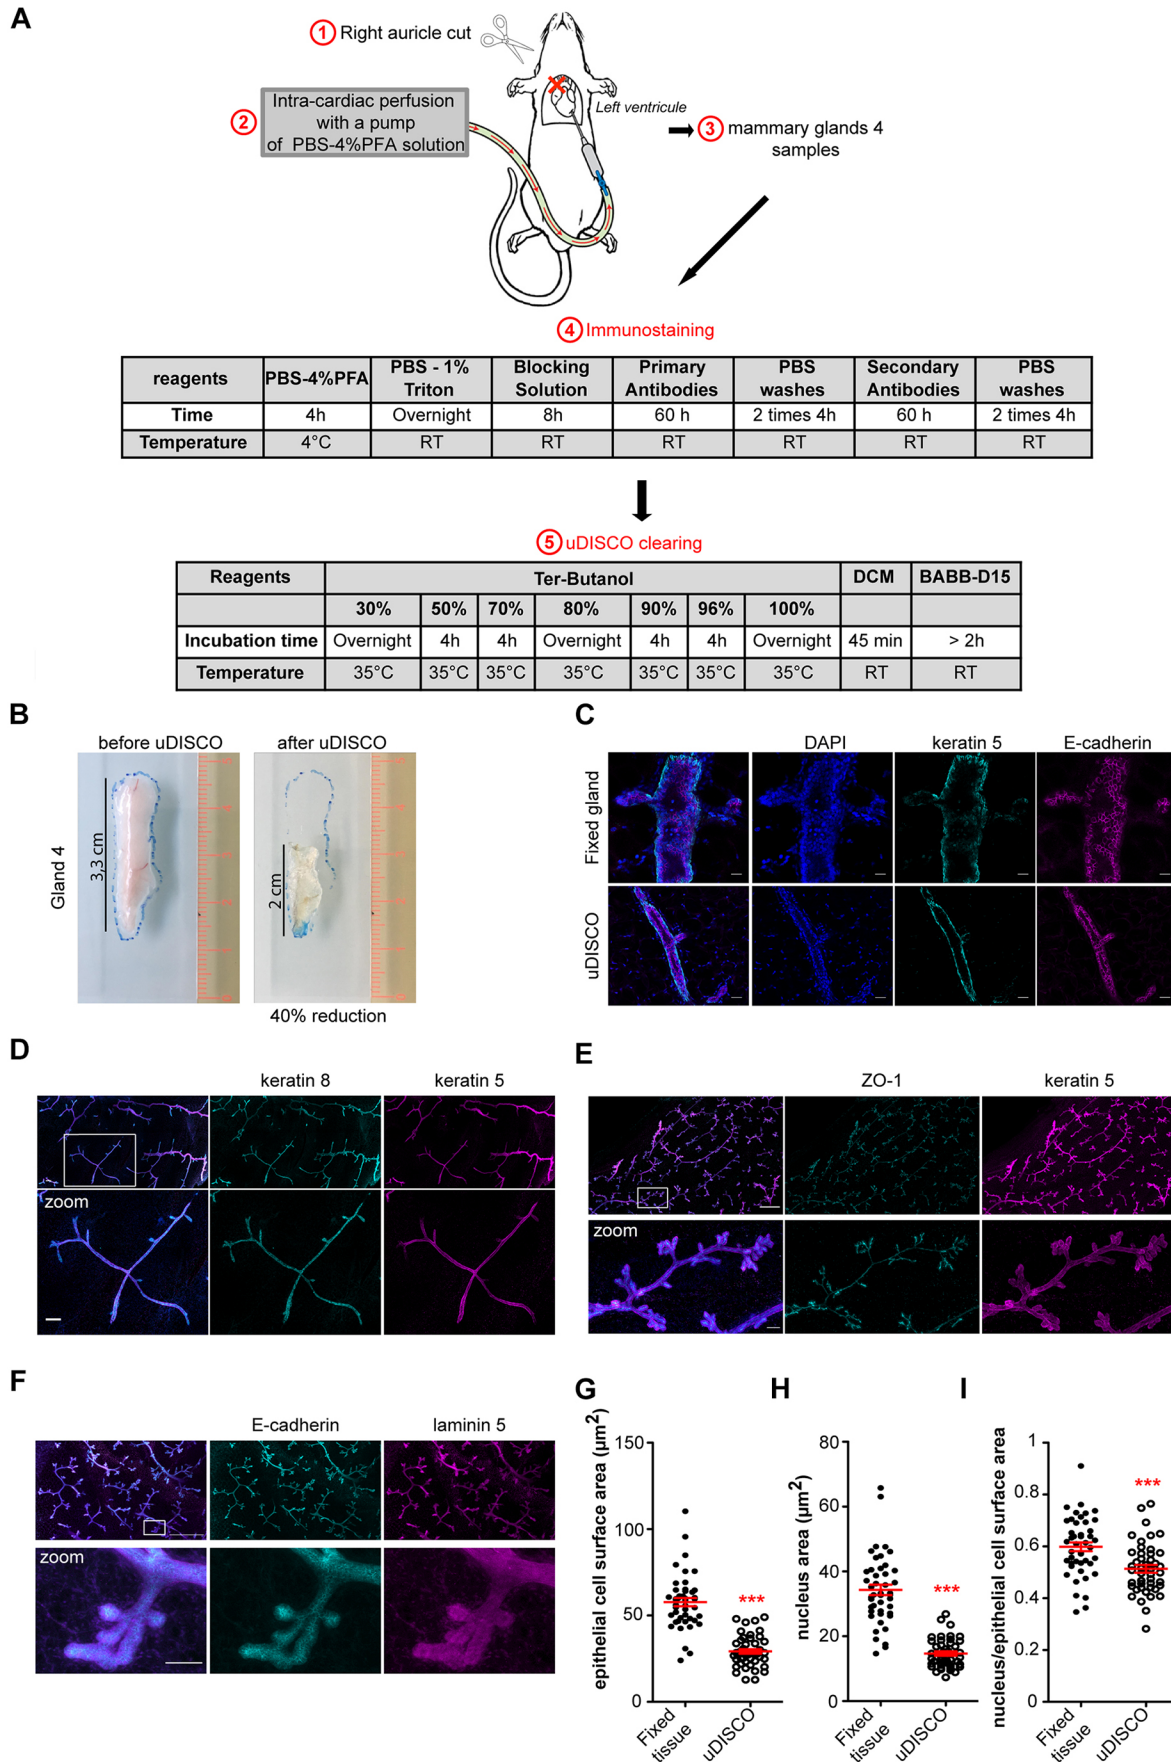 A
① Right auricle cut
② Intra-cardiac perfusion
with a pump
of PBS-4%PFA solution
Left ventricule
③ mammary glands 4
samples
④ Immunostaining
reagents PBS-4%PFA PBS - 1% Triton Blocking Solution Primary Antibodies PBS washes Secondary Antibodies PBS washes
Time 4h Overnight 8h 60 h 2 times 4h 60 h 2 times 4h
Temperature 4°C RT RT RT RT RT RT
⑤ uDISCO clearing
Reagents Ter-Butanol DCM BABB-D15
30% 50% 70% 80% 90% 96% 100%
Incubation time Overnight 4h 4h Overnight 4h 4h Overnight 45 min > 2h
Temperature 35°C 35°C 35°C 35°C 35°C 35°C 35°C RT RT
B
before uDISCO after uDISCO
Gland 4
3,3 cm
2 cm
40% reduction
C
DAPI keratin 5 E-cadherin
Fixed gland
uDISCO
D
keratin 8 keratin 5
zoom
E
ZO-1 keratin 5
zoom
F
E-cadherin laminin 5
zoom
G
epithelial cell surface area (µm²)
150
100
50
0
***
Fixed tissue
uDISCO
H
nucleus area (µm²)
80
60
40
20
0
***
Fixed tissue
uDISCO
I
nucleus/epithelial cell surface area
1
0.8
0.6
0.4
0.2
0
***
Fixed tissue
uDISCO